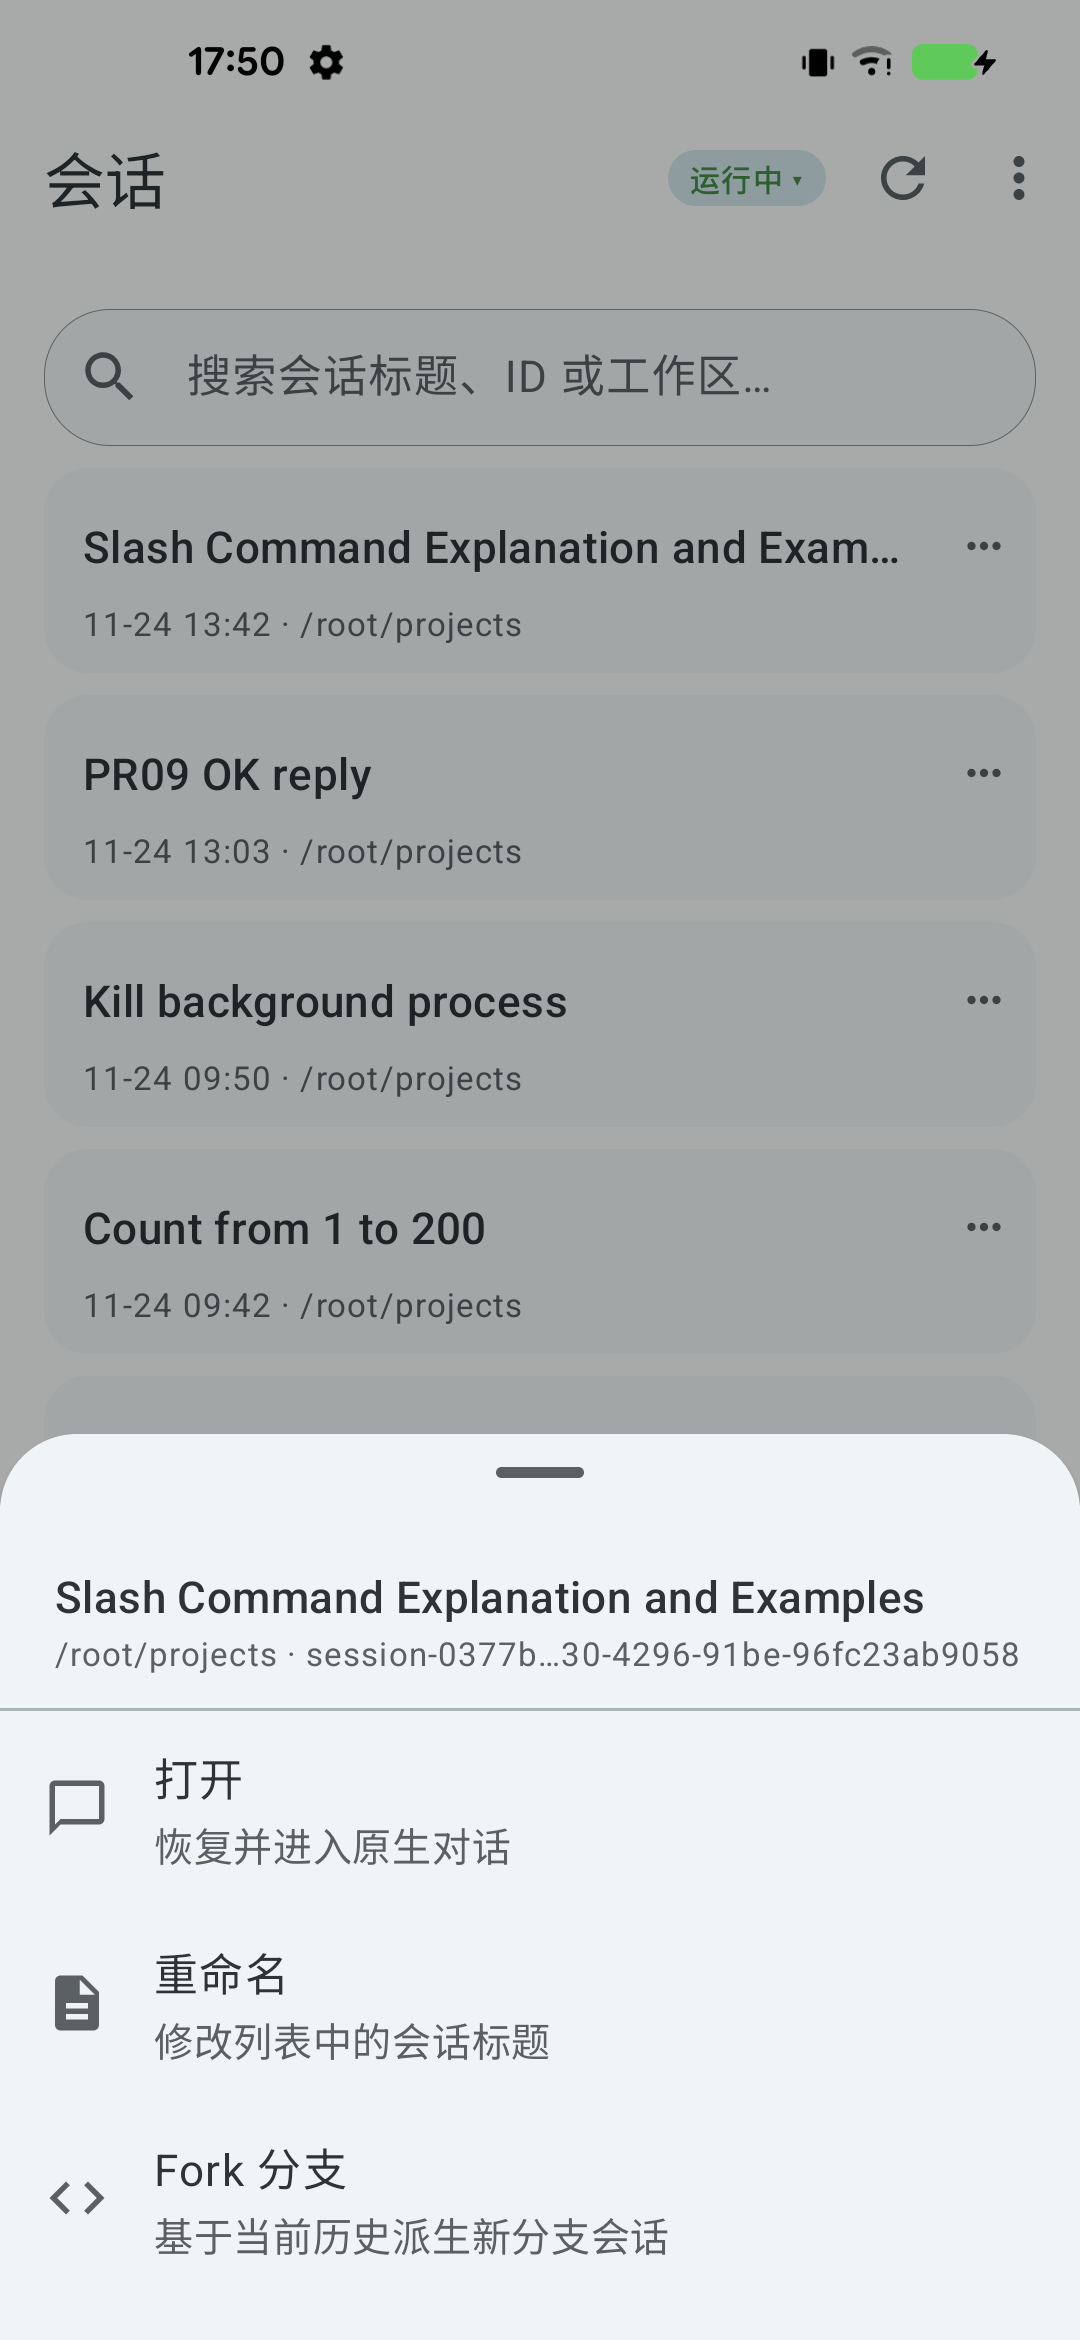 17:50
会话
运行中 ▾
搜索会话标题、ID 或工作区…
Slash Command Explanation and Exam…
11-24 13:42 · /root/projects
PR09 OK reply
11-24 13:03 · /root/projects
Kill background process
11-24 09:50 · /root/projects
Count from 1 to 200
11-24 09:42 · /root/projects
Slash Command Explanation and Examples
/root/projects · session-0377b…30-4296-91be-96fc23ab9058
打开
恢复并进入原生对话
重命名
修改列表中的会话标题
Fork 分支
基于当前历史派生新分支会话